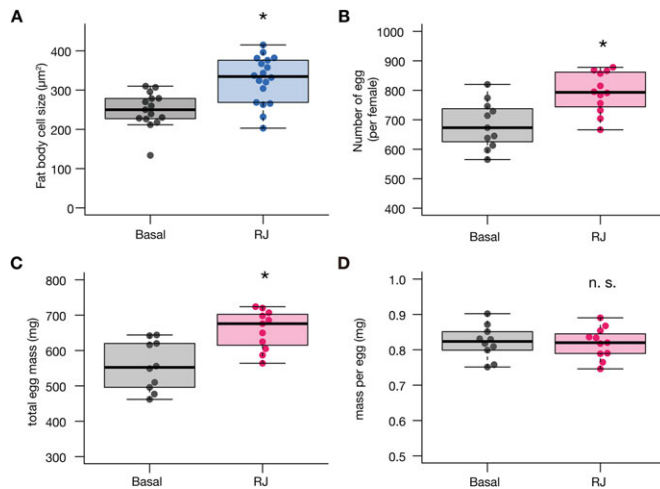 A
*
Fat body cell size (μm²)
400
300
200
100
0
Basal
RJ
B
*
Number of egg
(per female)
1000
900
800
700
600
500
400
Basal
RJ
C
*
total egg mass (mg)
800
700
600
500
400
300
Basal
RJ
D
n. s.
mass per egg (mg)
1.0
0.9
0.8
0.7
0.6
0.5
Basal
RJ